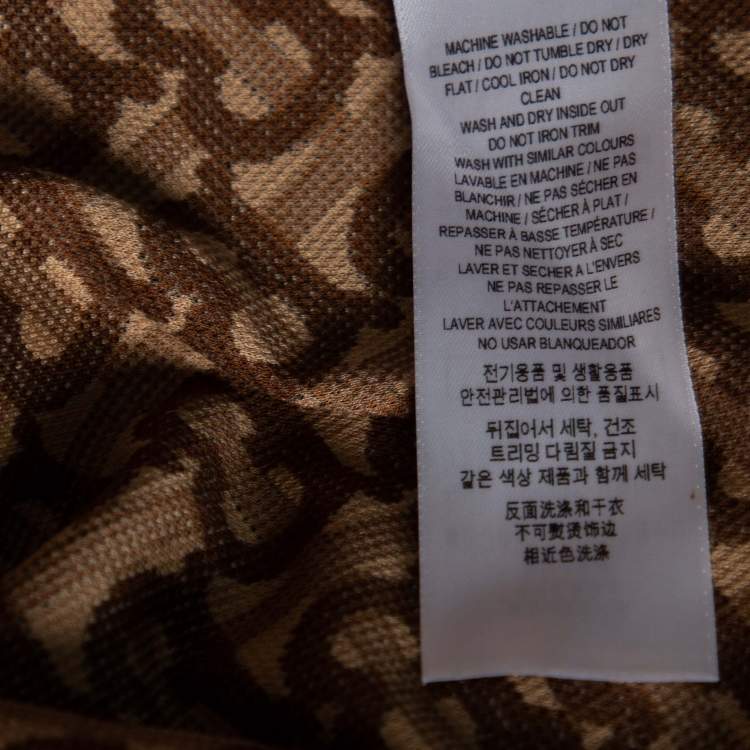 MACHINE WASHABLE / DO NOT
BLEACH / DO NOT TUMBLE DRY / DRY
FLAT / COOL IRON / DO NOT DRY
CLEAN
WASH AND DRY INSIDE OUT
DO NOT IRON TRIM
WASH WITH SIMILAR COLOURS
LAVABLE EN MACHINE / NE PAS
BLANCHIR / NE PAS SÉCHER EN
MACHINE / SÉCHER À PLAT /
REPASSER À BASSE TEMPÉRATURE /
NE PAS NETTOYER À SEC
LAVER ET SECHER A L'ENVERS
NE PAS REPASSER LE
L'ATTACHEMENT
LAVER AVEC COULEURS SIMILIARES
NO USAR BLANQUEADOR
전기용품 및 생활용품
안전관리법에 의한 품질표시
뒤집어서 세탁, 건조
트리밍 다림질 금지
같은 색상 제품과 함께 세탁
反面洗涤和干衣
不可熨烫饰边
相近色洗涤